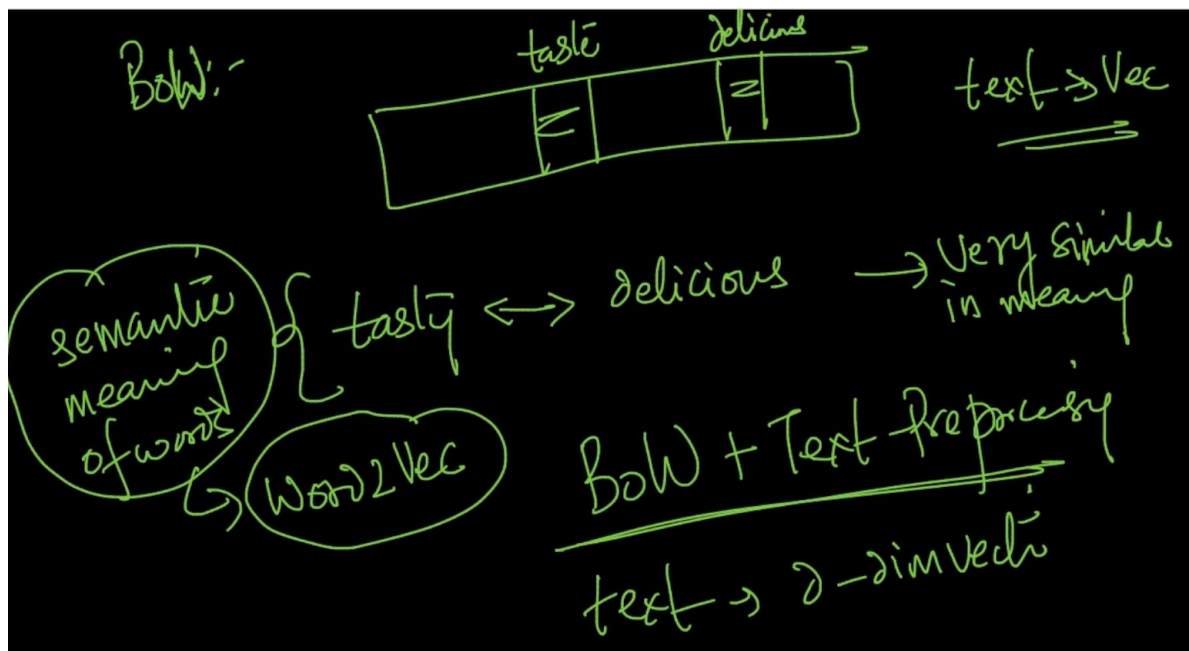 BoW:-
taste delicious
text → Vec
semantic
meaning
of words
tasty ↔ delicious → Very similar
in meaning
Word2Vec
BoW + Text Preprocessing
text → d-dim vector